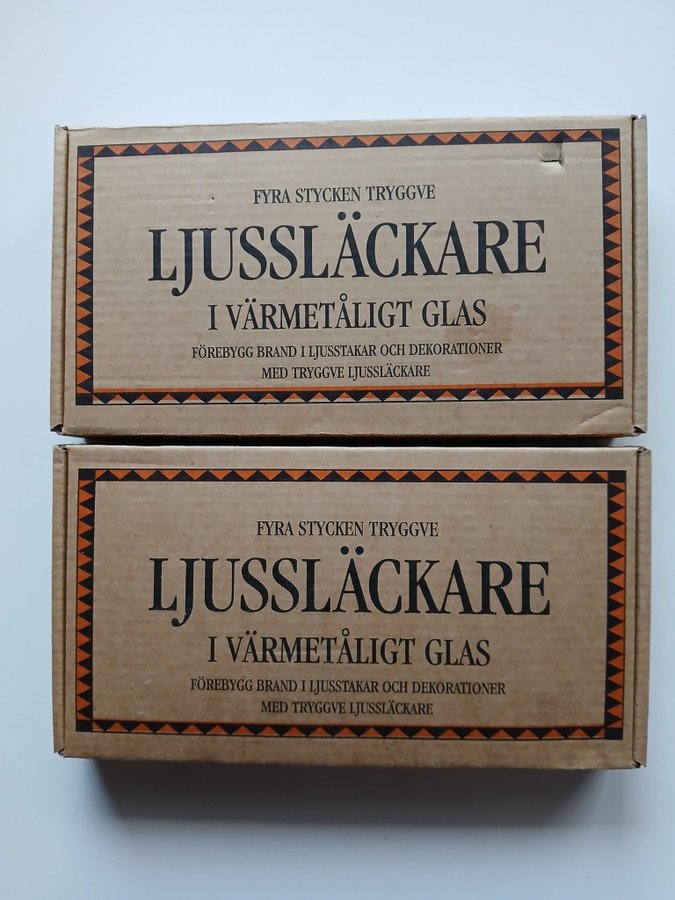 FYRA STYCKEN TRYGGVE
LJUSSLÄCKARE
I VÄRMETÅLIGT GLAS
FÖREBYGG BRAND I LJUSSTAKAR OCH DEKORATIONER
MED TRYGGVE LJUSSLÄCKARE
FYRA STYCKEN TRYGGVE
LJUSSLÄCKARE
I VÄRMETÅLIGT GLAS
FÖREBYGG BRAND I LJUSTAKAR OCH DEKORATIONER
MED TRYGGVE LJUSSLÄCKARE